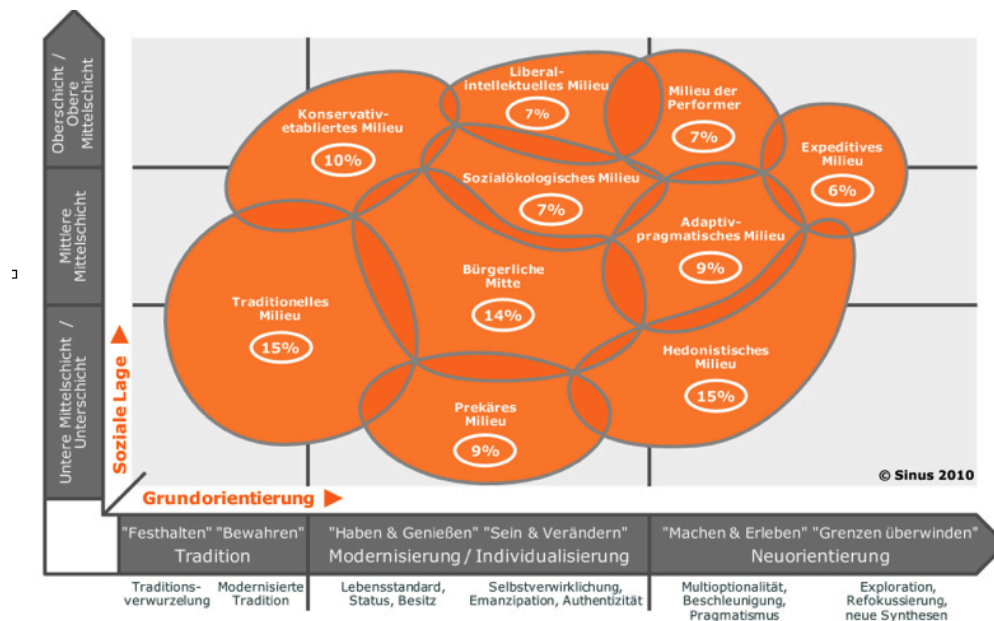 Oberschicht /
Obere
Mittelschicht
Mittlere
Mittelschicht
Untere Mittelschicht /
Unterschicht
Soziale Lage
Konservativ-
etabliertes Milieu
10%
Liberal-
intellektuelles Milieu
7%
Milieu der
Performer
7%
Expeditives
Milieu
6%
Sozialökologisches Milieu
7%
Adaptiv-
pragmatisches Milieu
9%
Traditionelles
Milieu
15%
Bürgerliche
Mitte
14%
Hedonistisches
Milieu
15%
Prekäres
Milieu
9%
© Sinus 2010
Grundorientierung
"Festhalten" "Bewahren"
Tradition
"Haben & Genießen" "Sein & Verändern"
Modernisierung / Individualisierung
"Machen & Erleben" "Grenzen überwinden"
Neuorientierung
Traditions-
verwurzelung
Modernisierte
Tradition
Lebensstandard,
Status, Besitz
Selbstverwirklichung,
Emanzipation, Authentizität
Multioptionalität,
Beschleunigung,
Pragmatismus
Exploration,
Refokussierung,
neue Synthesen